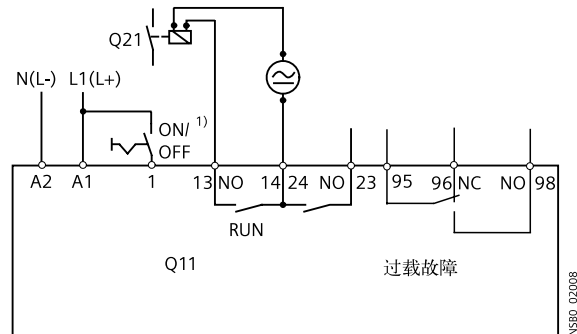 Q21
N(L-) L1(L+)
ON/ 1)
OFF
A2 A1 1 13 NO 14 24 NO 23 95 96 NC NO 98
RUN
Q11 过载故障
NSB0_02008